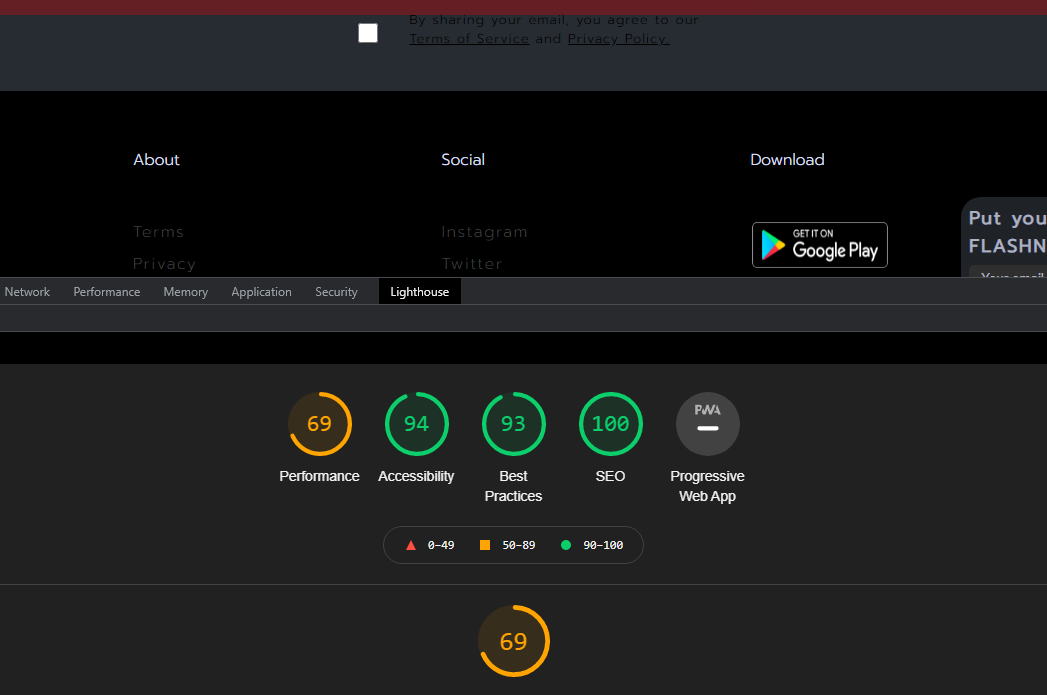 By sharing your email, you agree to our
Terms of Service and Privacy Policy.
About
Social
Download
Terms
Instagram
GET IT ON
Google Play
Put you
FLASHN
Privacy
Twitter
Your email
Network
Performance
Memory
Application
Security
Lighthouse
69
94
93
100
PWA
Performance
Accessibility
Best
Practices
SEO
Progressive
Web App
0–49
50–89
90–100
69